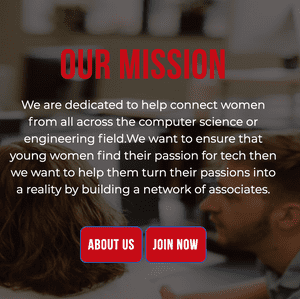 OUR MISSION
We are dedicated to help connect women
from all across the computer science or
engineering field.We want to ensure that
young women find their passion for tech then
we want to help them turn their passions into
a reality by building a network of associates.
ABOUT US JOIN NOW